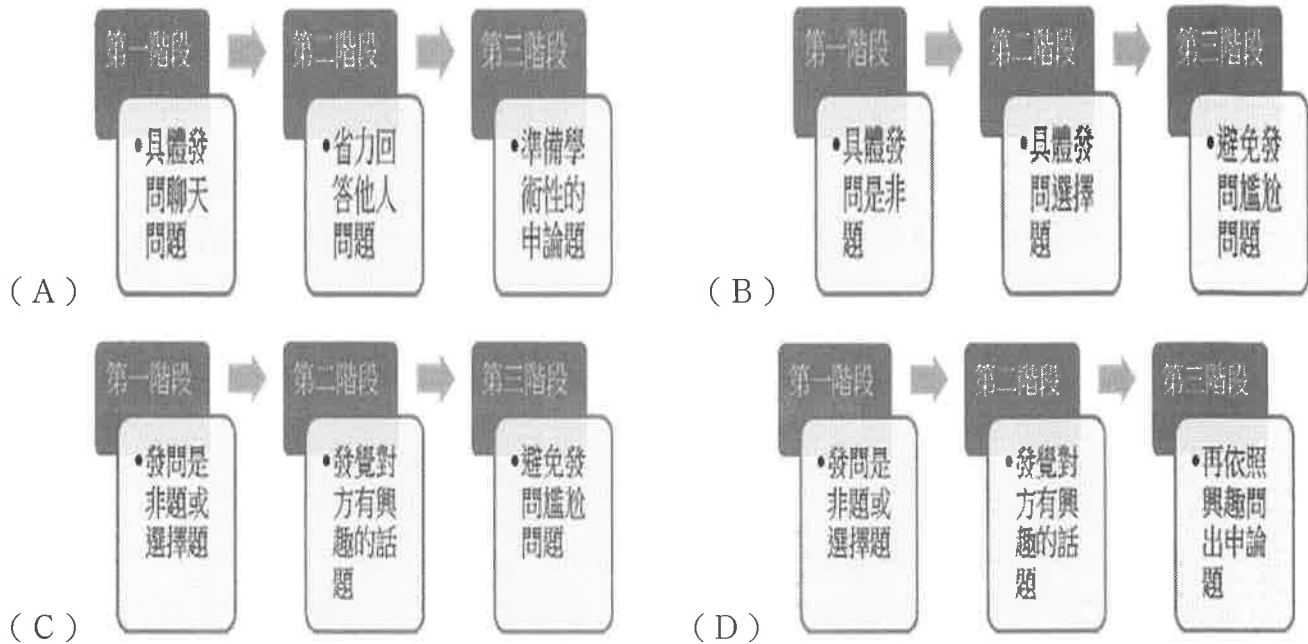 第一階段
第二階段
第三階段
•具體發
問聊天
問題
•省力回
答他人
問題
•準備學
術性的
申論題
(A)
第一階段
第二階段
第三階段
•具體發
問是非
題
•具體發
問選擇
題
•避免發
問尷尬
問題
(B)
第一階段
第二階段
第三階段
•發問是
非題或
選擇題
•發覺對
方有興
趣的話
題
•避免發
問尷尬
問題
(C)
第一階段
第二階段
第三階段
•發問是
非題或
選擇題
•發覺對
方有興
趣的話
題
•再依照
興趣問
出申論
題
(D)